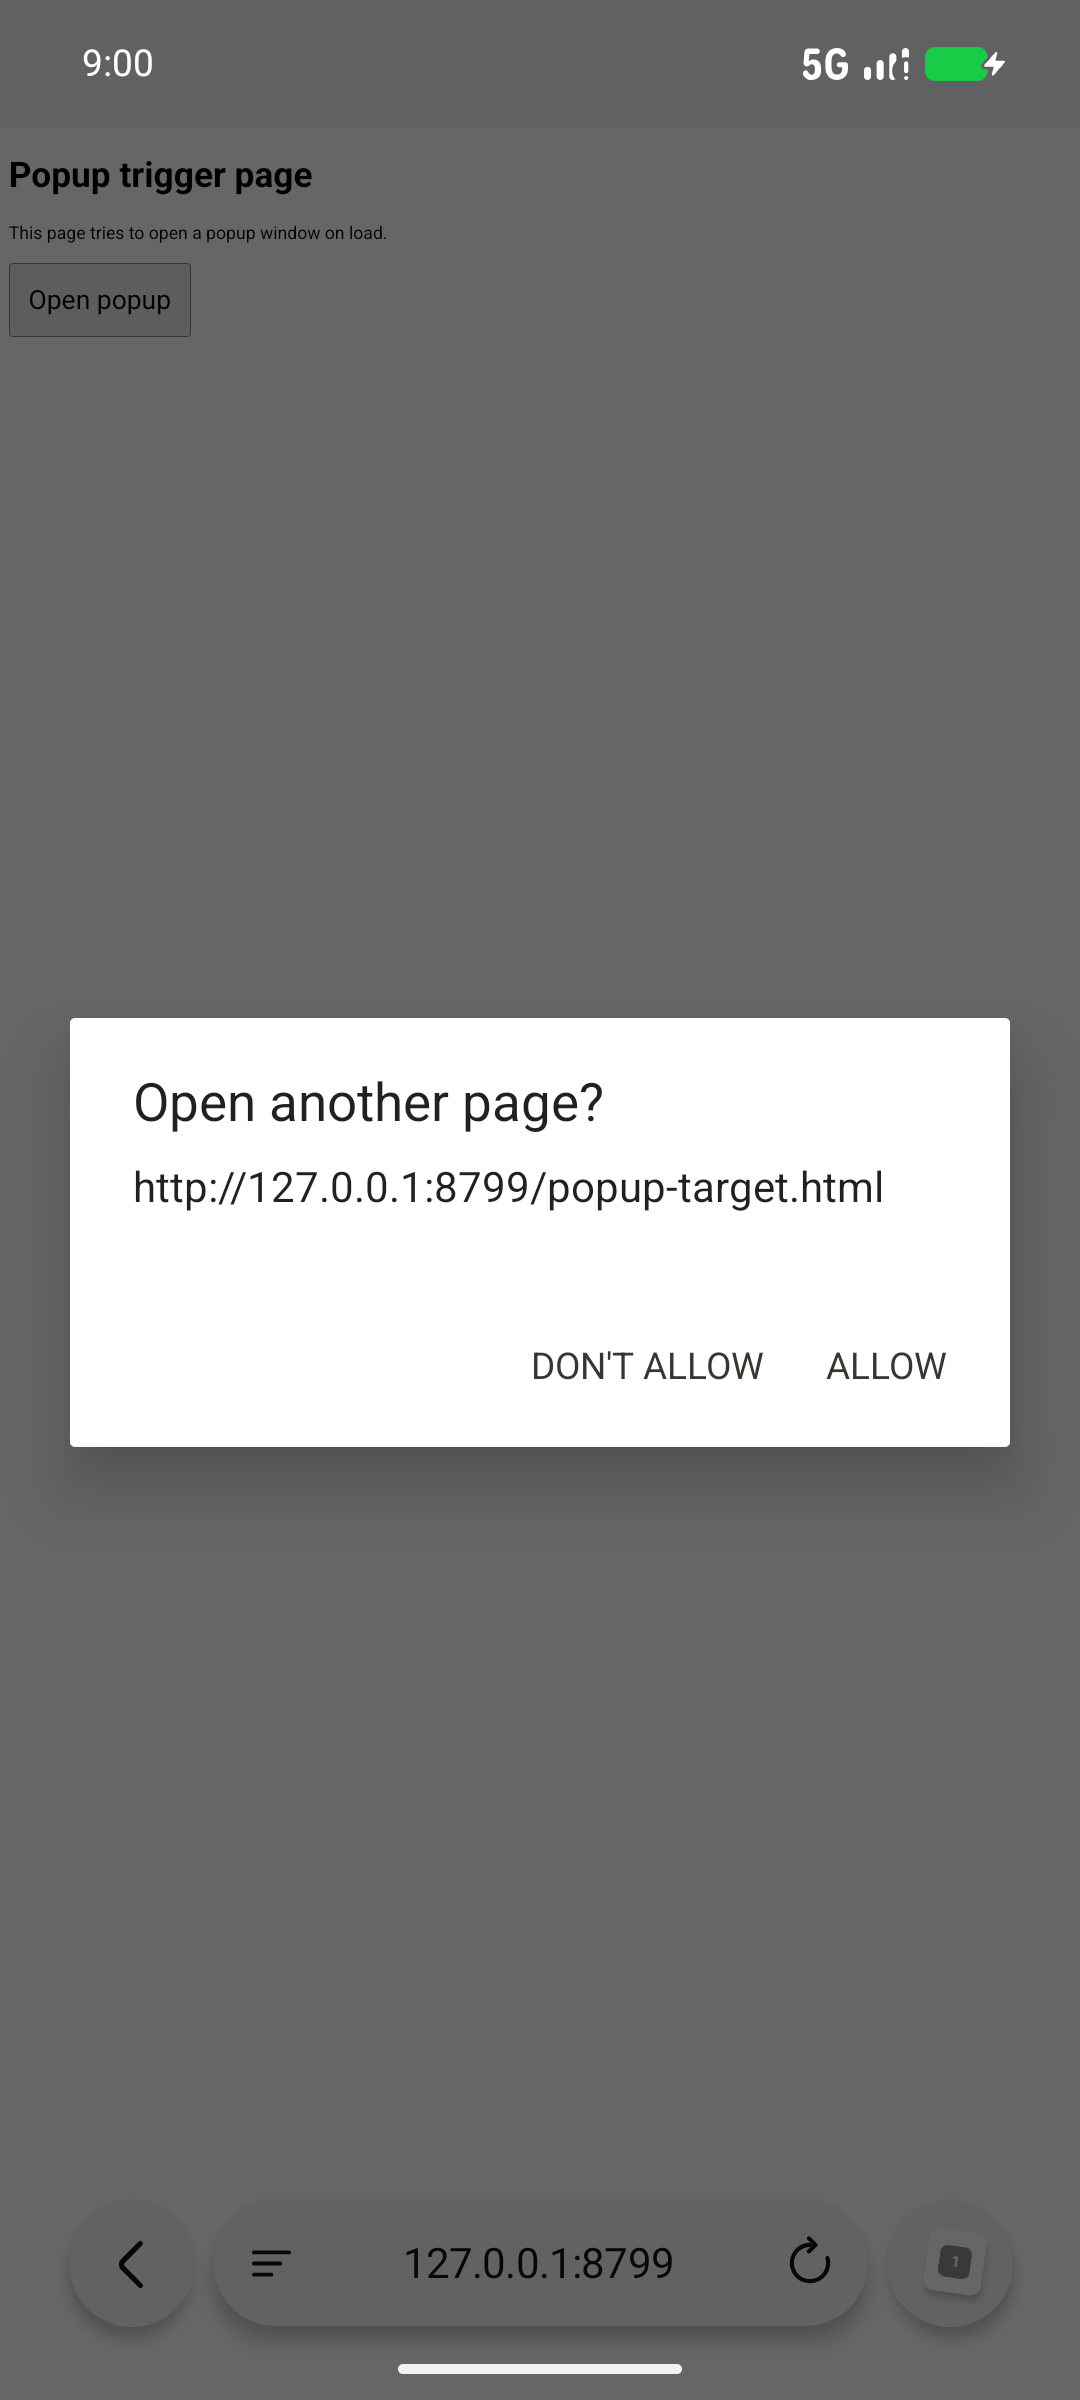 9:00
5G
Popup trigger page
This page tries to open a popup window on load.
Open popup
Open another page?
http://127.0.0.1:8799/popup-target.html
DON'T ALLOW ALLOW
127.0.0.1:8799
1